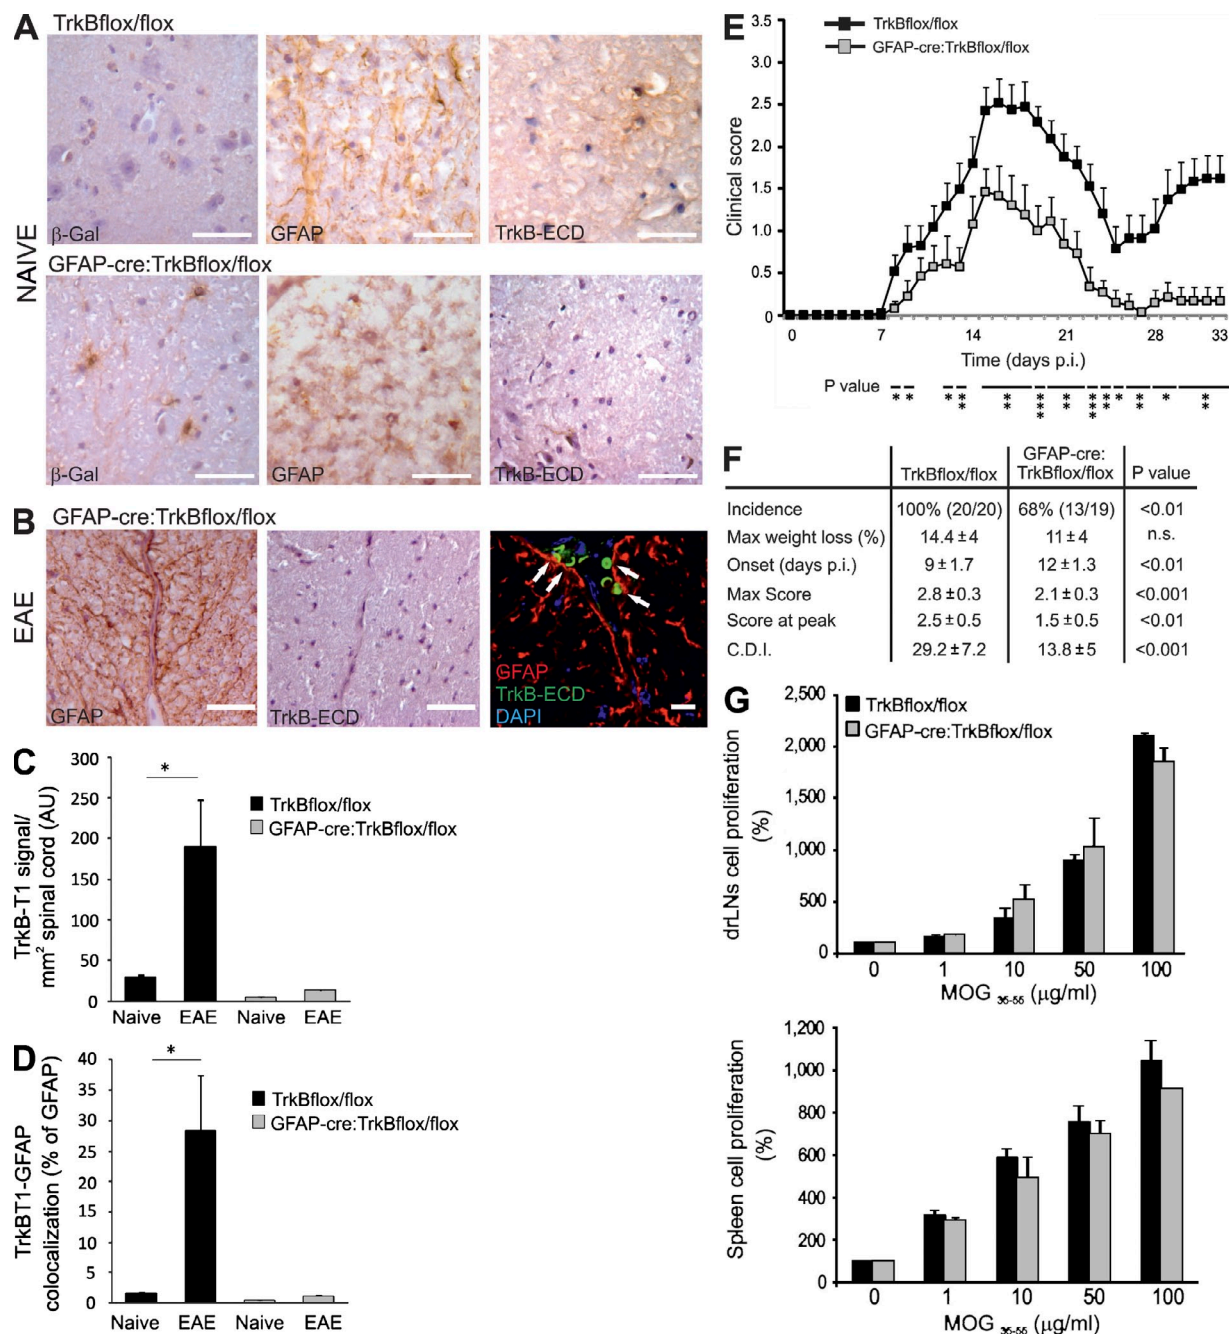 A
TrkBflox/flox
NAIVE
β-Gal
GFAP
TrkB-ECD
GFAP-cre:TrkBflox/flox
β-Gal
GFAP
TrkB-ECD
B
GFAP-cre:TrkBflox/flox
EAE
GFAP
TrkB-ECD
GFAP
TrkB-ECD
DAPI
C
TrkB-T1 signal/
mm² spinal cord (AU)
300
250
200
150
100
50
0
*
TrkBflox/flox
GFAP-cre:TrkBflox/flox
Naive EAE Naive EAE
D
TrkBT1-GFAP
colocalization (% of GFAP)
40
35
30
25
20
15
10
5
0
*
TrkBflox/flox
GFAP-cre:TrkBflox/flox
Naive EAE Naive EAE
E
TrkBflox/flox
GFAP-cre:TrkBflox/flox
Clinical score
3.5
3.0
2.5
2.0
1.5
1.0
0.5
0
0 7 14 21 28 33
Time (days p.i.)
P value * * * ** ** *** ** *** ** * ** * **
F
TrkBflox/flox GFAP-cre: TrkBflox/flox P value
Incidence 100% (20/20) 68% (13/19) <0.01
Max weight loss (%) 14.4±4 11±4 n.s.
Onset (days p.i.) 9±1.7 12±1.3 <0.01
Max Score 2.8±0.3 2.1±0.3 <0.001
Score at peak 2.5±0.5 1.5±0.5 <0.01
C.D.I. 29.2±7.2 13.8±5 <0.001
G
TrkBflox/flox
GFAP-cre:TrkBflox/flox
drLNs cell proliferation
(%)
2,500
2,000
1,500
1,000
500
0
0 1 10 50 100
MOG 35-55 (μg/ml)
Spleen cell proliferation
(%)
1,200
1,000
800
600
400
200
0
0 1 10 50 100
MOG 35-55 (μg/ml)